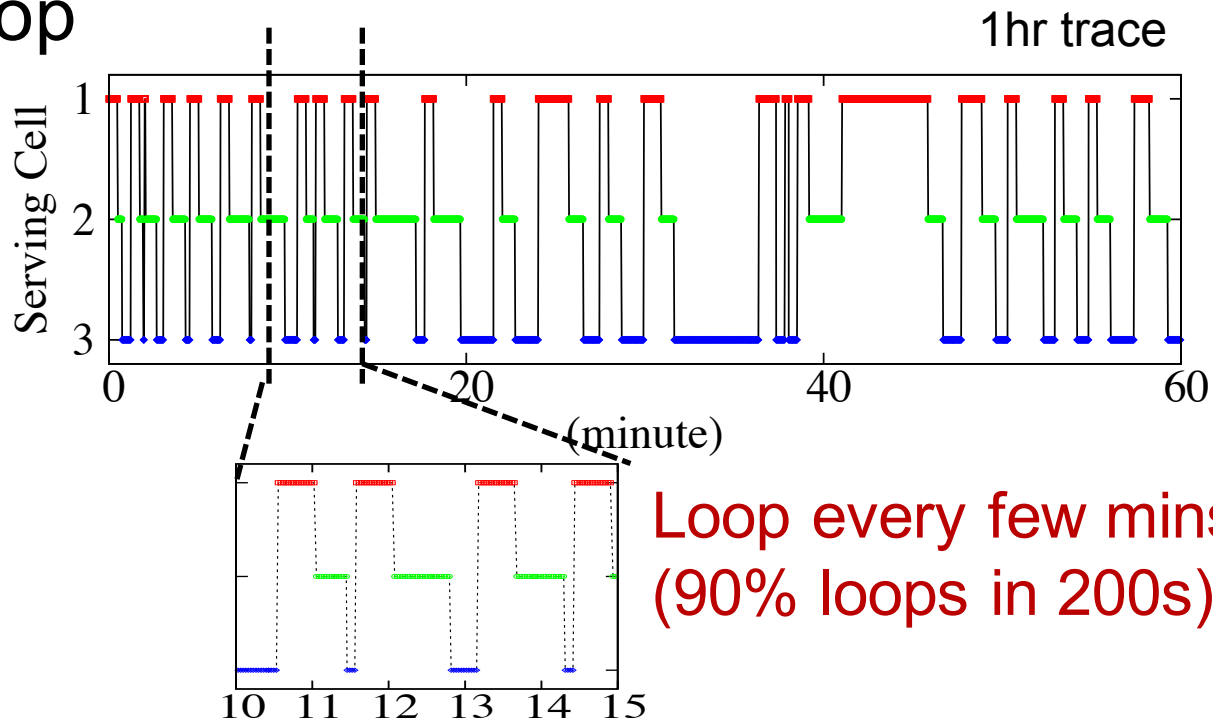 op
1hr trace
Serving Cell
1
2
3
0 20 40 60
(minute)
Loop every few mins
(90% loops in 200s)
10 11 12 13 14 15